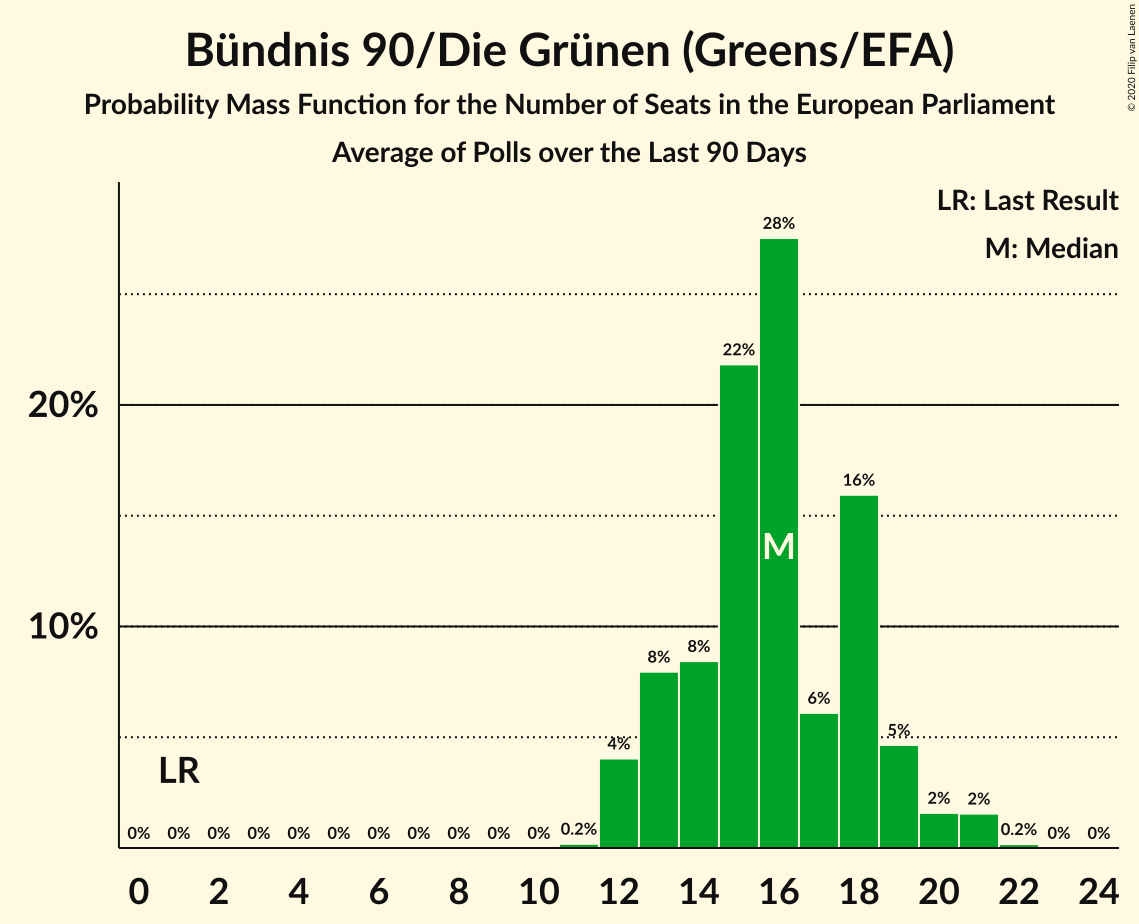 Bündnis 90/Die Grünen (Greens/EFA)
Probability Mass Function for the Number of Seats in the European Parliament
Average of Polls over the Last 90 Days
© 2020 Filip van Laenen
LR: Last Result
M: Median
28%
22%
20%
16%
M
10%
8% 8%
6%
5%
4%
LR
2% 2%
0% 0% 0% 0% 0% 0% 0% 0% 0% 0% 0% 0.2% 0.2% 0% 0%
0 2 4 6 8 10 12 14 16 18 20 22 24